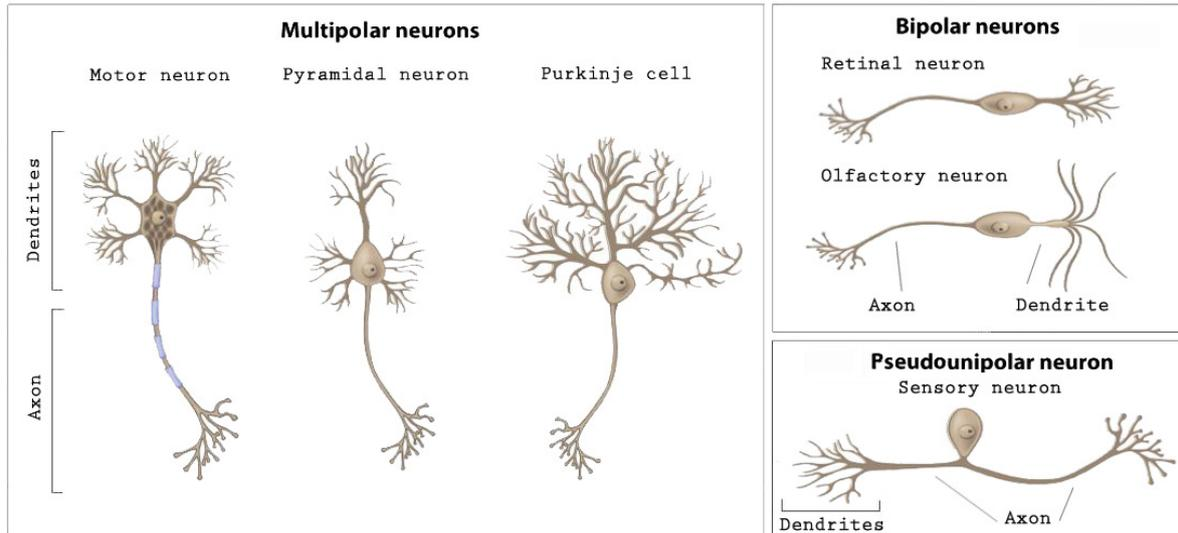 Multipolar neurons
Motor neuron
Pyramidal neuron
Purkinje cell
Dendrites
Axon
Bipolar neurons
Retinal neuron
Olfactory neuron
Axon
Dendrite
Pseudounipolar neuron
Sensory neuron
Dendrites
Axon